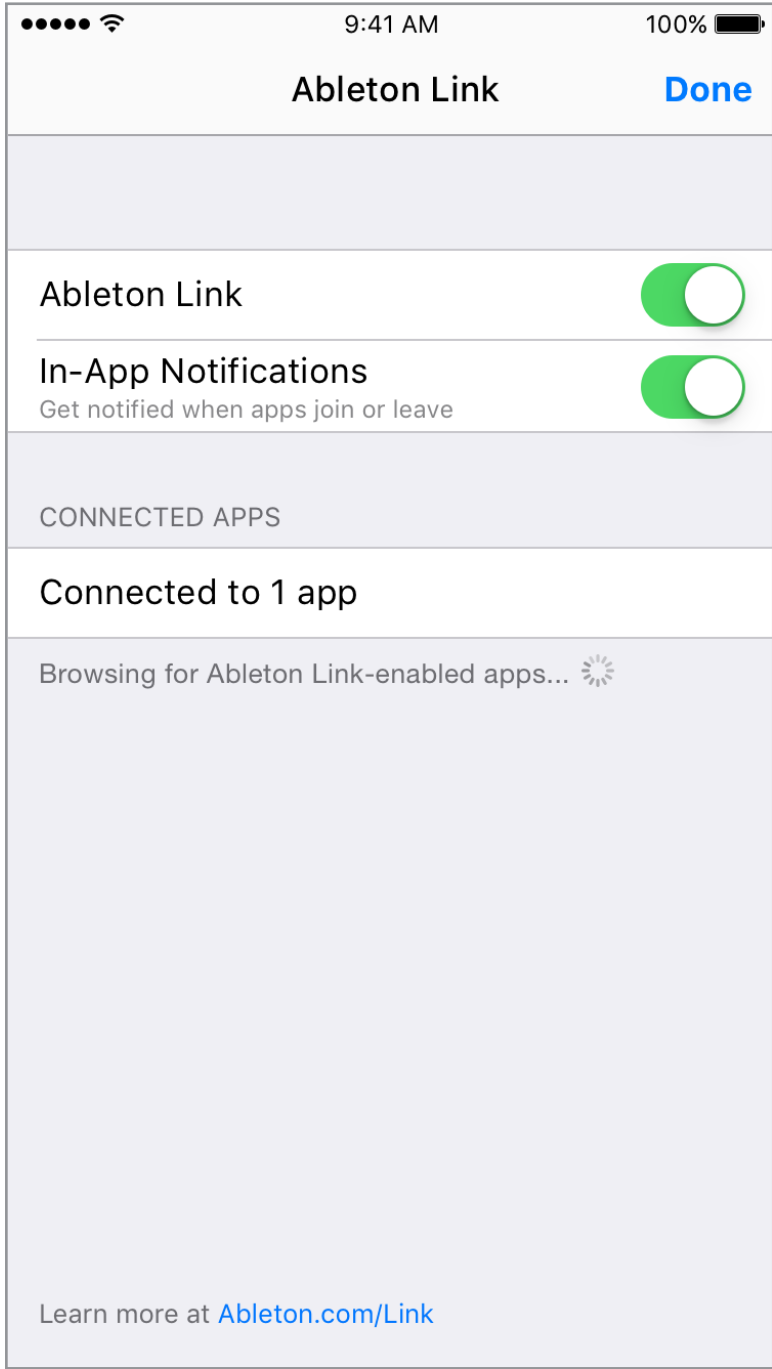 9:41 AM 100%
Ableton Link Done
Ableton Link
In-App Notifications
Get notified when apps join or leave
CONNECTED APPS
Connected to 1 app
Browsing for Ableton Link-enabled apps...
Learn more at Ableton.com/Link